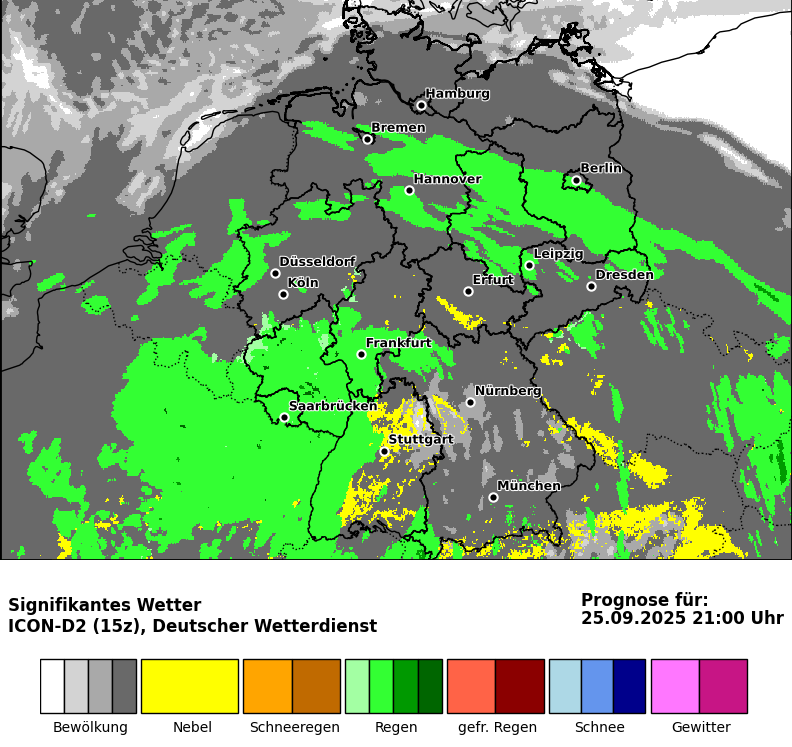 Hamburg
Bremen
Berlin
Hannover
Leipzig
Düsseldorf
Dresden
Köln
Erfurt
Frankfurt
Nürnberg
Saarbrücken
Stuttgart
München
Signifikantes Wetter
ICON-D2 (15z), Deutscher Wetterdienst
Prognose für:
25.09.2025 21:00 Uhr
Bewölkung
Nebel
Schneeregen
Regen
gefr. Regen
Schnee
Gewitter